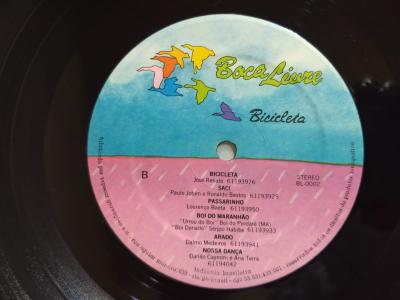 Boca Livre
Bicicleta
B
STEREO
BL-0002
BICICLETA
José Renato 61193976
SACI
Paulo Jobim e Ronaldo Bastos 61193925
PASSARINHO
Lourenço Baeta 61193950
BOI DO MARANHÃO
"Urrou do Boi" Boi do Pindaré (MA)
"Boi Danado" Sérgio Habibe 61193933
ARADO
Dalmo Medeiros 61193941
NOSSA DANÇA
Danilo Caymmi e Ana Terra
61194042
Indústria brasileira